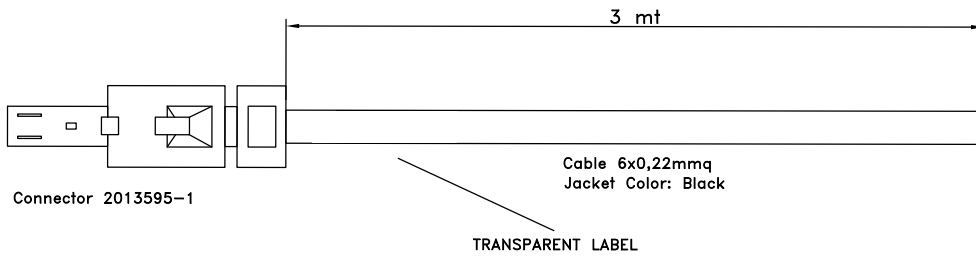 3 mt
Cable 6x0,22mmq
Jacket Color: Black
Connector 2013595-1
TRANSPARENT LABEL